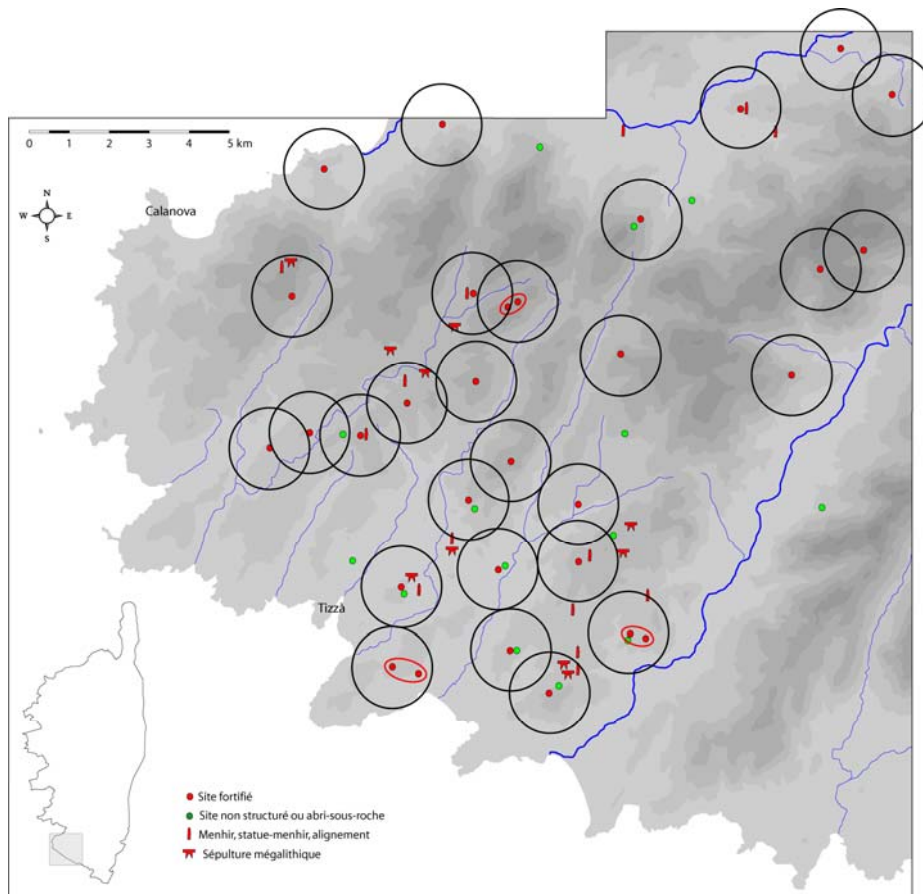 0 1 2 3 4 5 km
N
W E
S
Calanova
Tizzà
Site fortifié
Site non structuré ou abri-sous-roche
Menhir, statue-menhir, alignement
Sépulture mégalithique